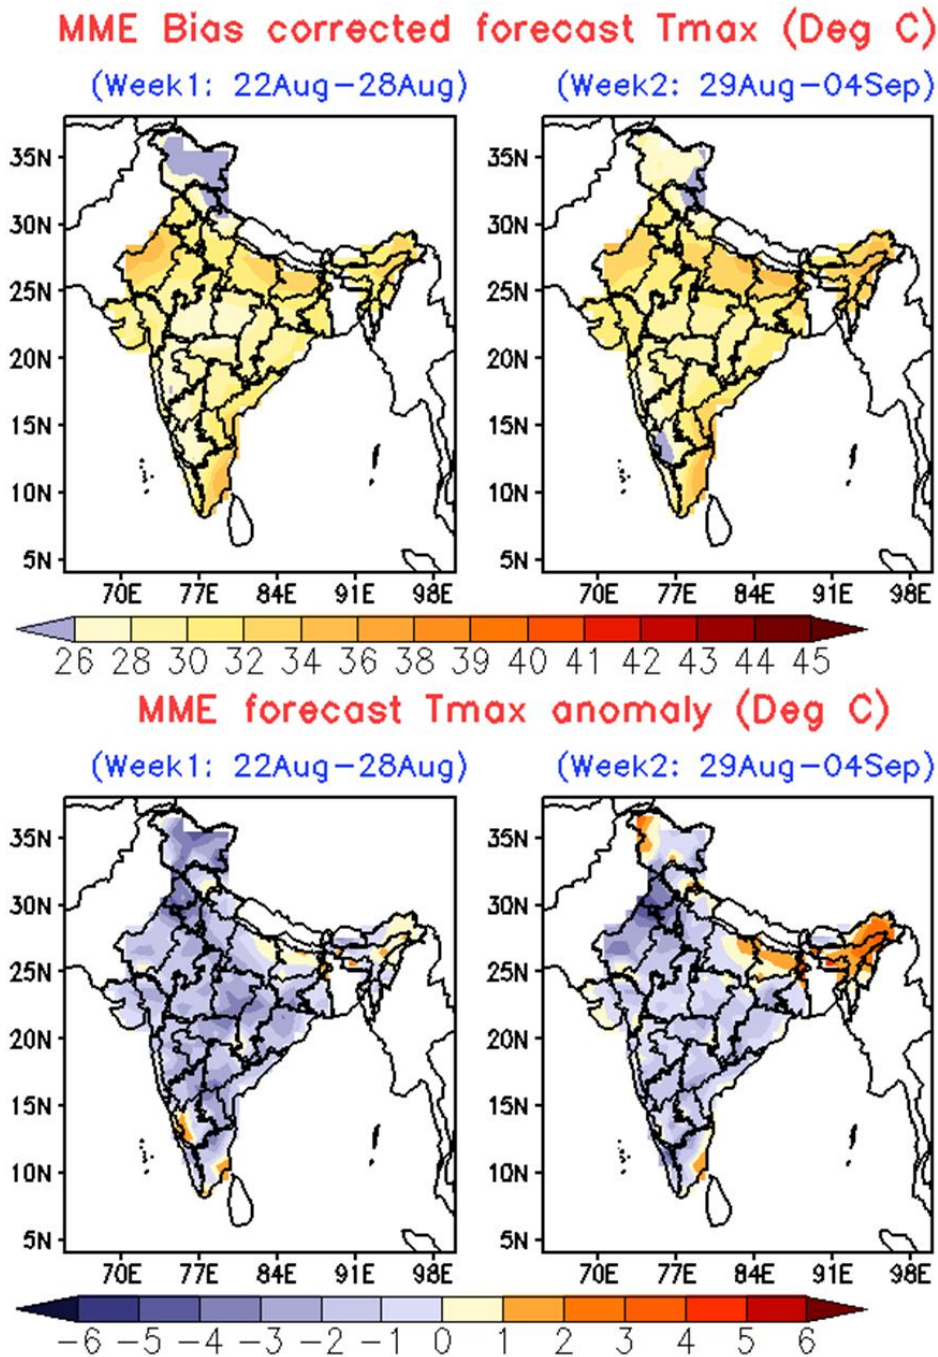 MME Bias corrected forecast Tmax (Deg C)
(Week1: 22Aug−28Aug) (Week2: 29Aug−04Sep)
35N 35N
30N 30N
25N 25N
20N 20N
15N 15N
10N 10N
5N 5N
70E 77E 84E 91E 98E 70E 77E 84E 91E 98E
26 28 30 32 34 36 38 39 40 41 42 43 44 45
MME forecast Tmax anomaly (Deg C)
(Week1: 22Aug−28Aug) (Week2: 29Aug−04Sep)
35N 35N
30N 30N
25N 25N
20N 20N
15N 15N
10N 10N
5N 5N
70E 77E 84E 91E 98E 70E 77E 84E 91E 98E
−6 −5 −4 −3 −2 −1 0 1 2 3 4 5 6